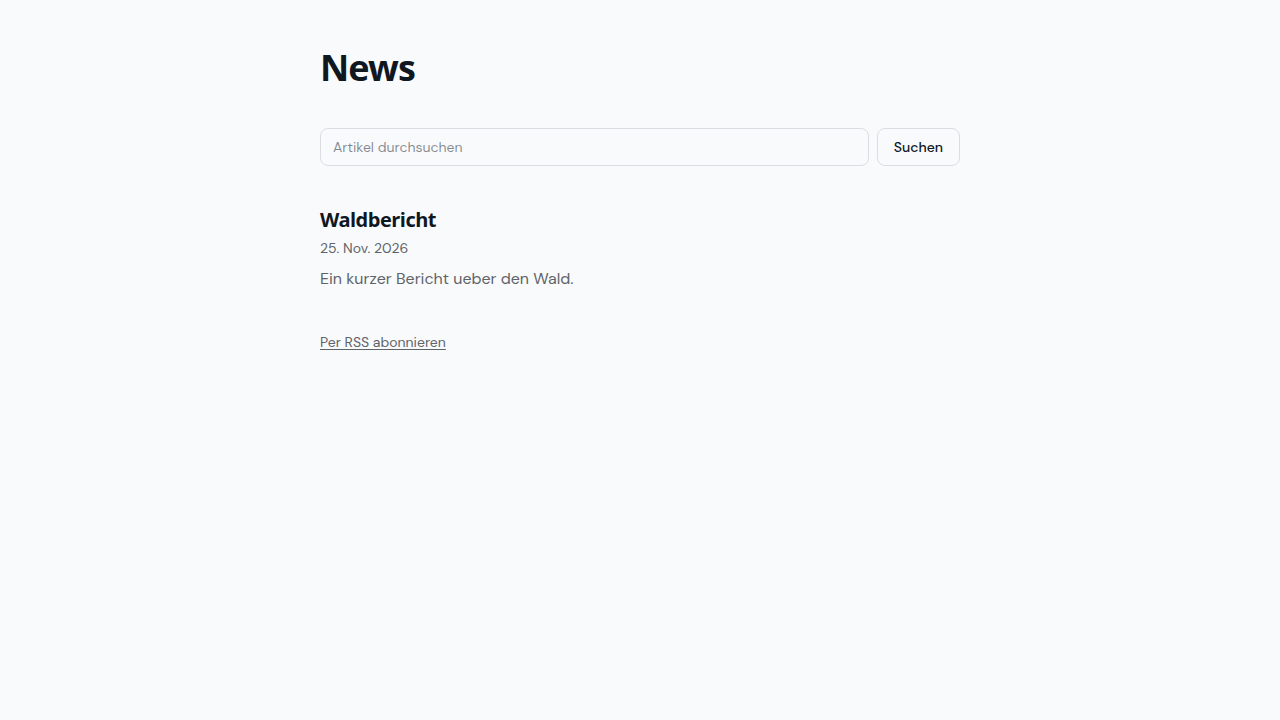 News
Artikel durchsuchen
Suchen
Waldbericht
25. Nov. 2026
Ein kurzer Bericht ueber den Wald.
Per RSS abonnieren